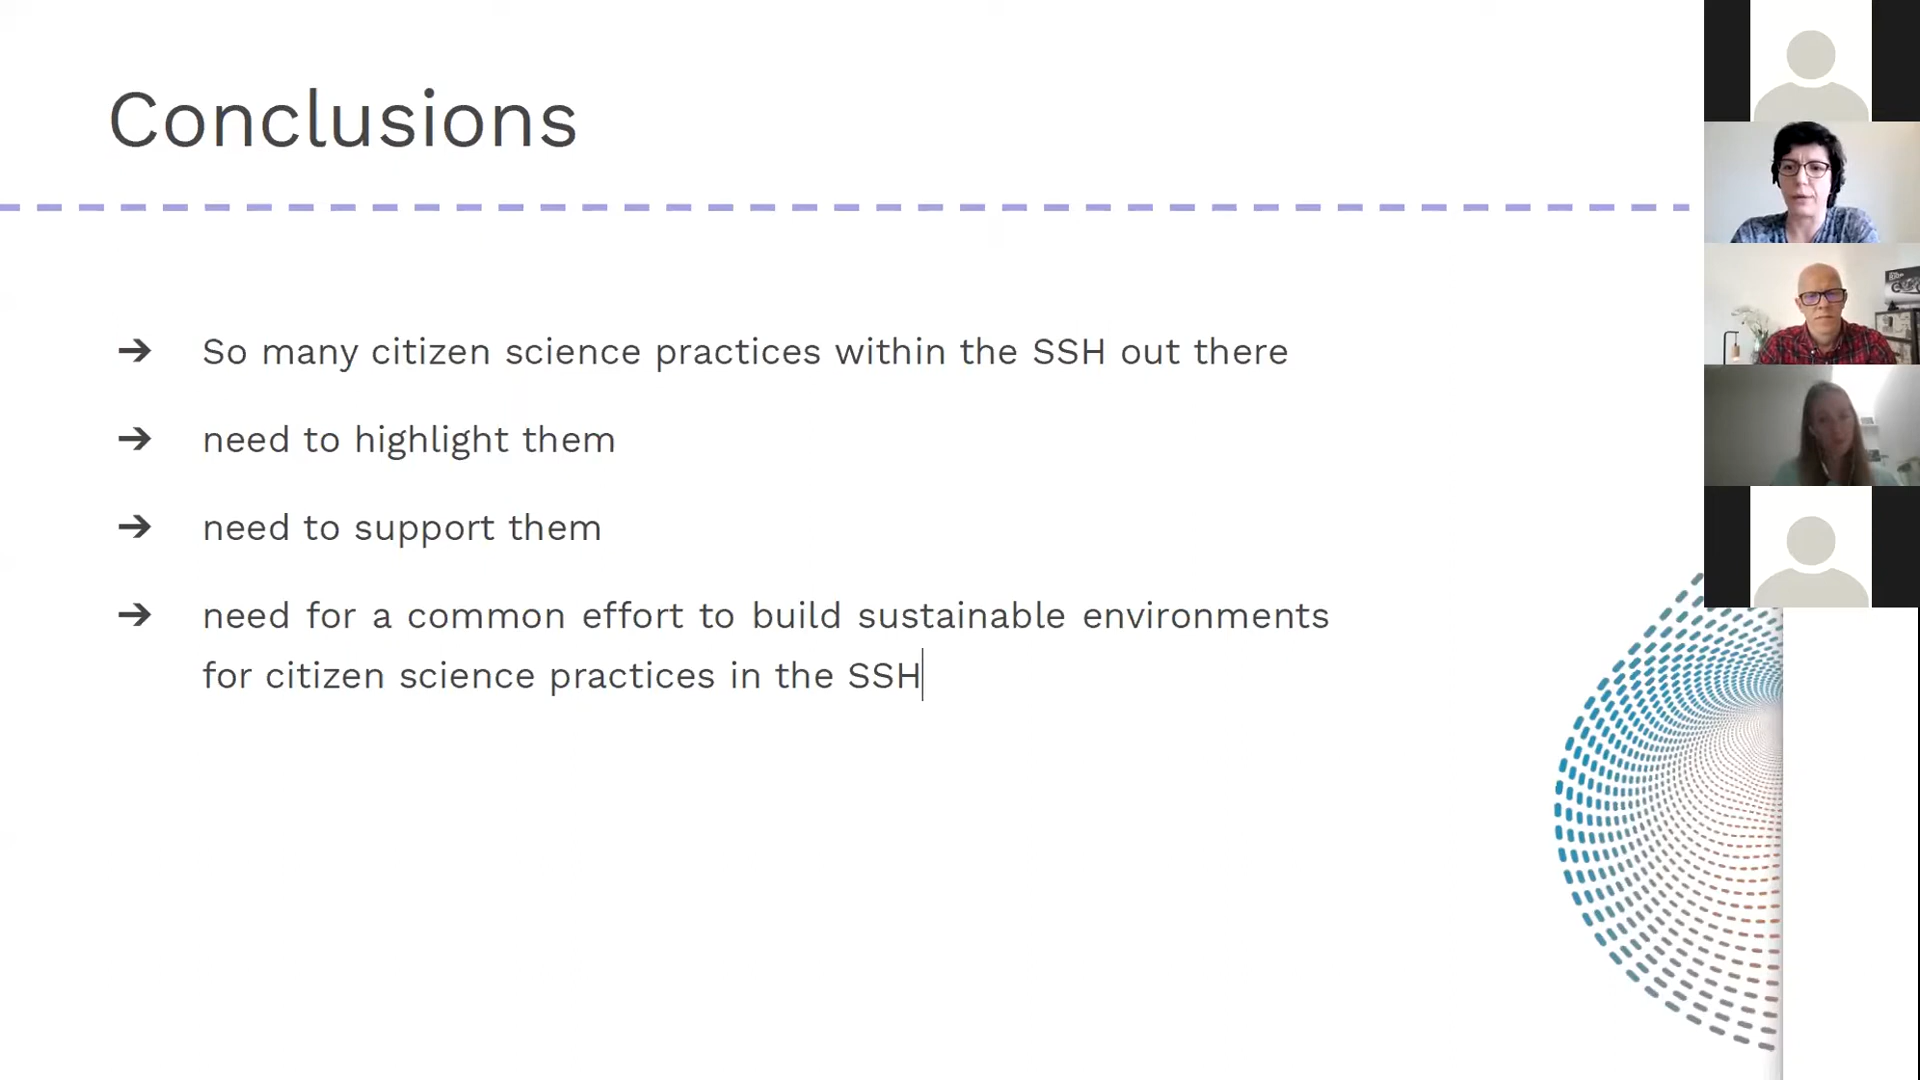 Conclusions
➔ So many citizen science practices within the SSH out there
➔ need to highlight them
➔ need to support them
➔ need for a common effort to build sustainable environments
for citizen science practices in the SSH